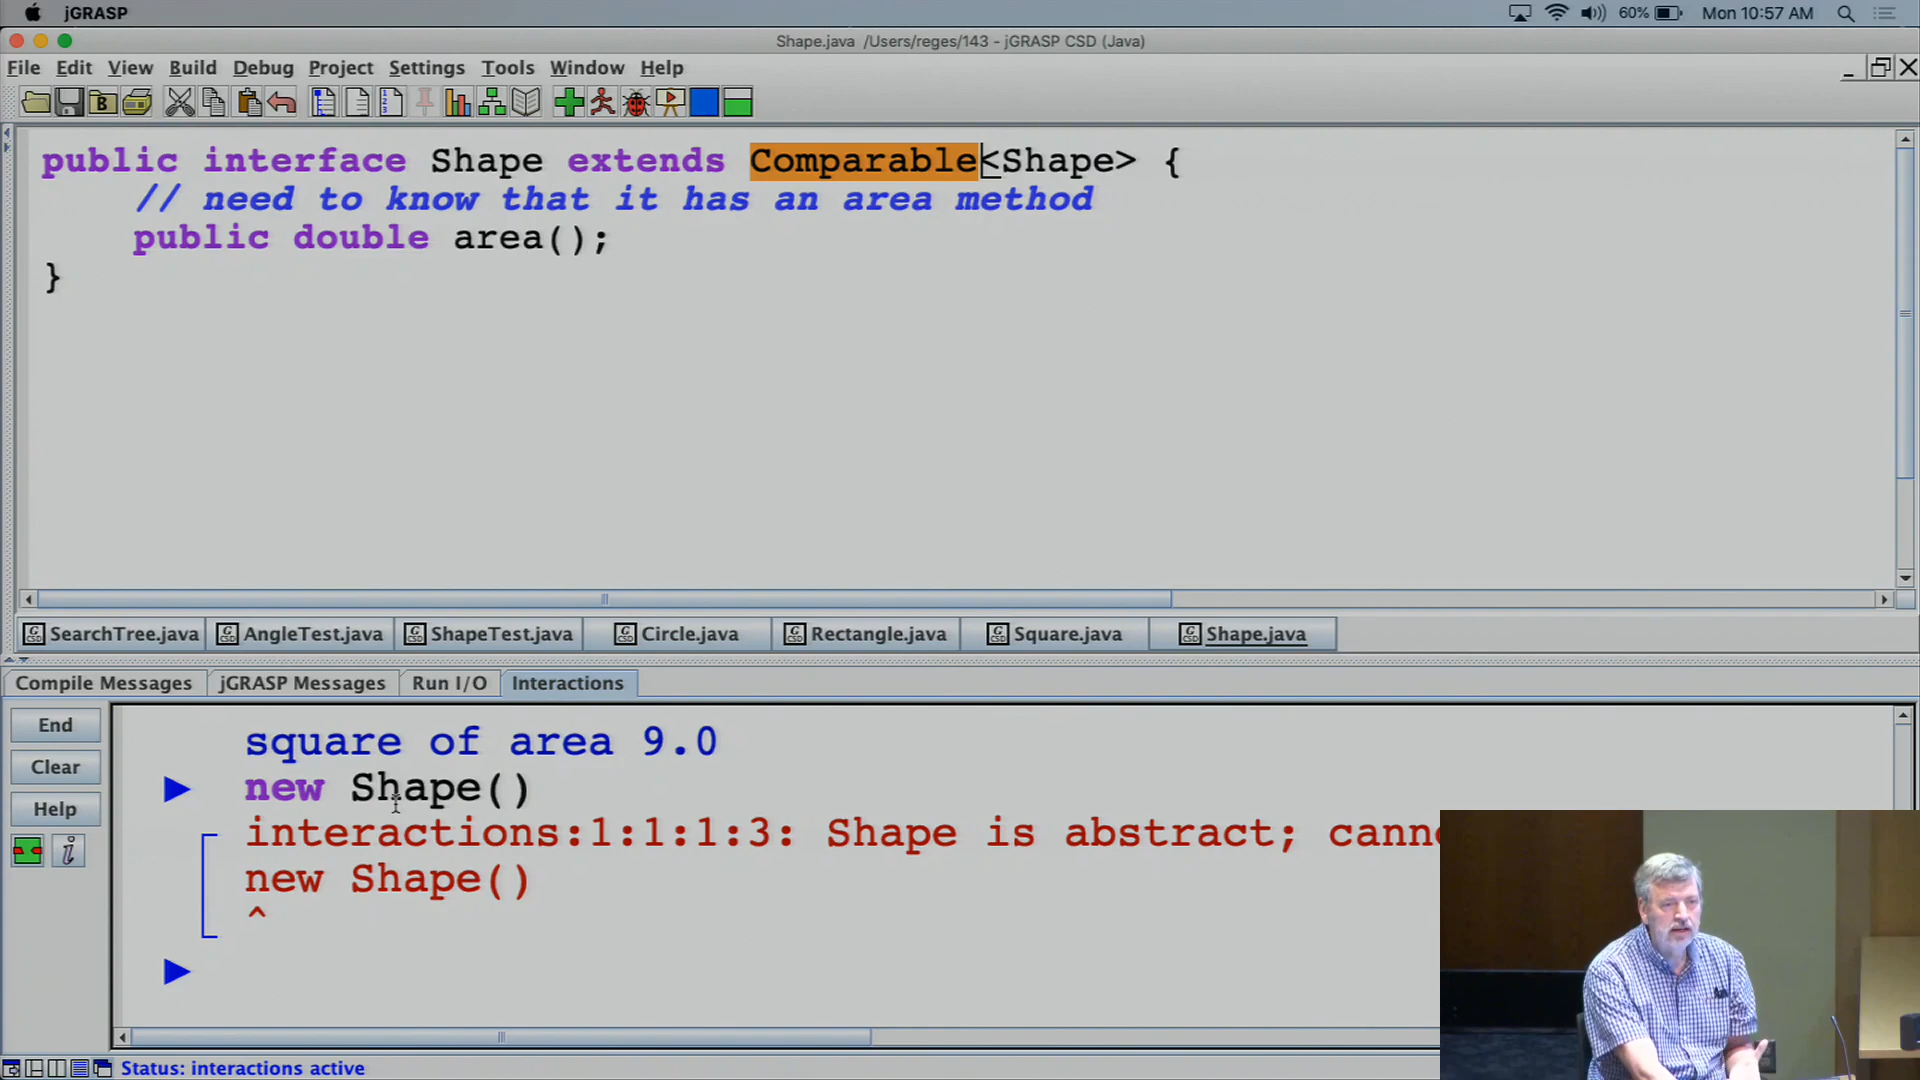 jGRASP
60% Mon 10:57 AM
Shape.java /Users/reges/143 - jGRASP CSD (Java)
File Edit View Build Debug Project Settings Tools Window Help
public interface Shape extends Comparable<Shape> {
// need to know that it has an area method
public double area();
}
SearchTree.java AngleTest.java ShapeTest.java Circle.java Rectangle.java Square.java Shape.java
Compile Messages jGRASP Messages Run I/O Interactions
End
Clear
Help
square of area 9.0
new Shape()
interactions:1:1:1:3: Shape is abstract; canno
new Shape()
^
Status: interactions active